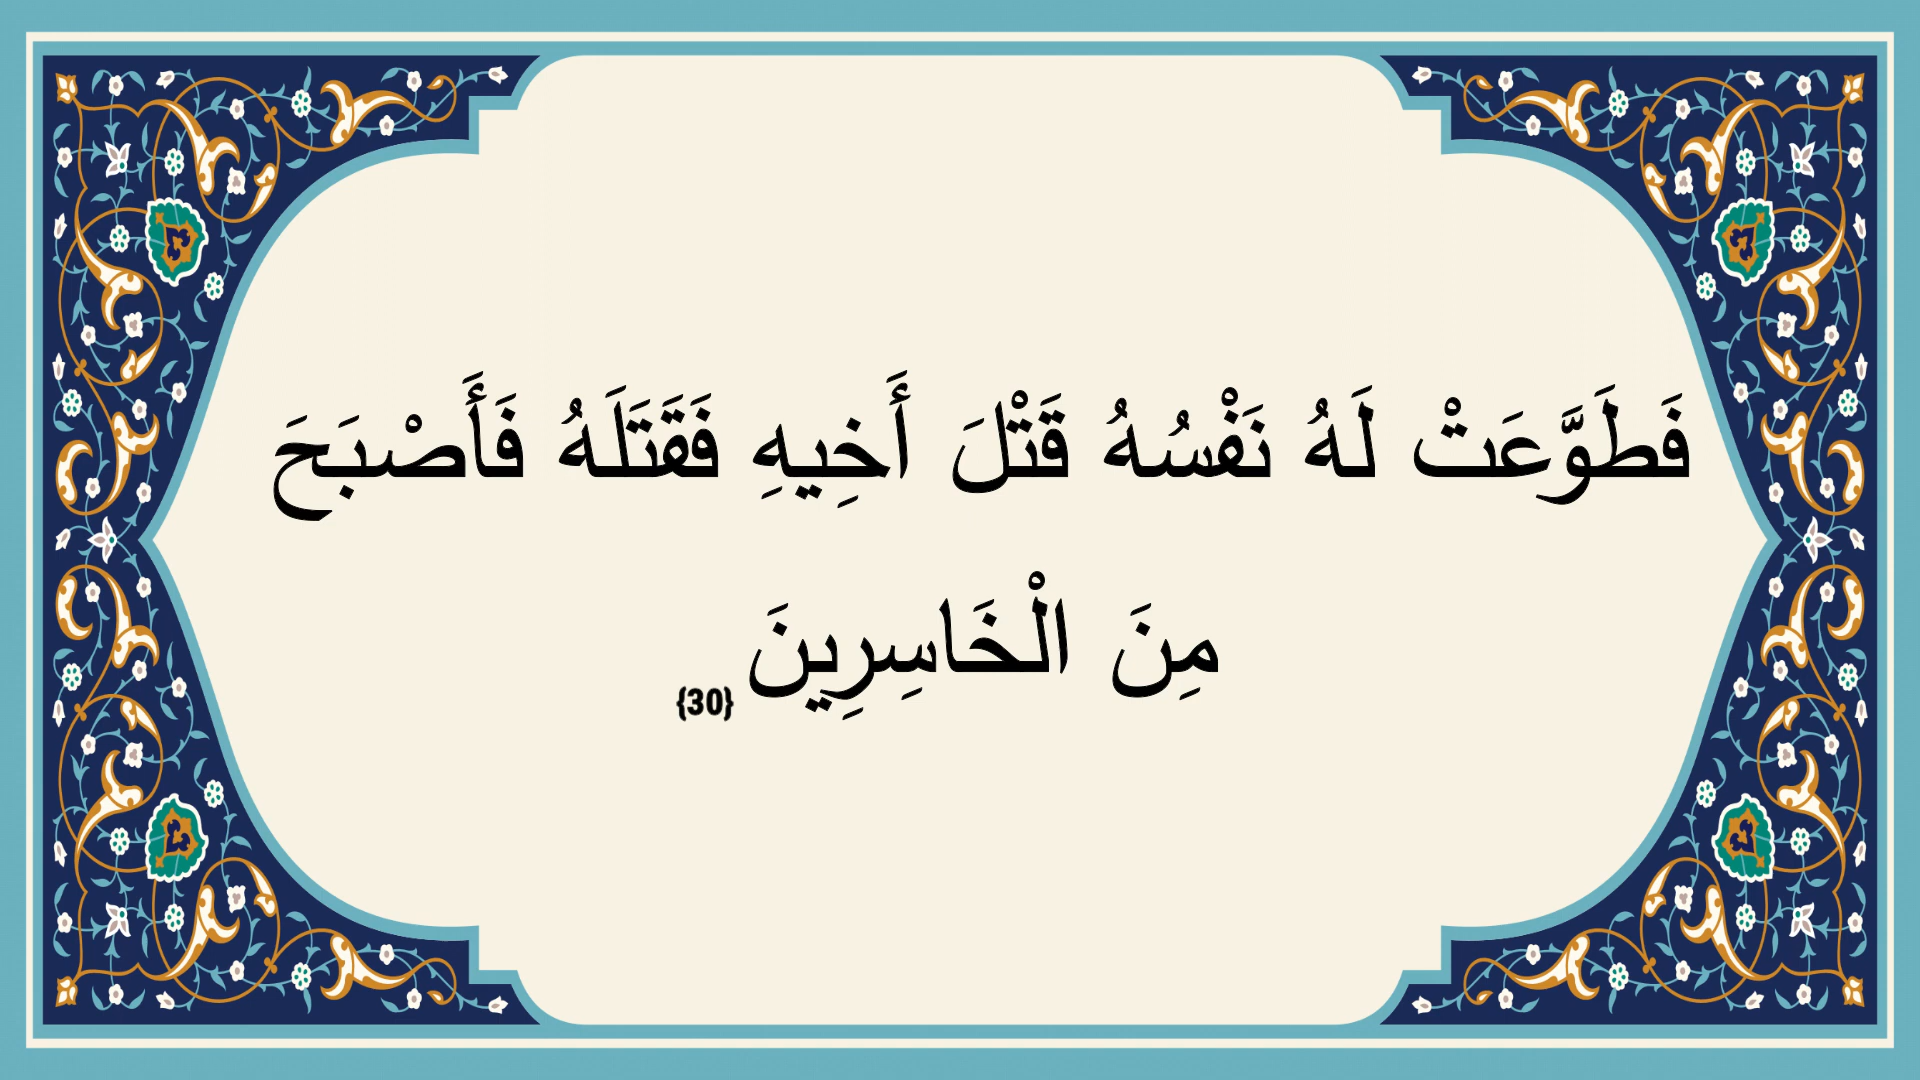 فَطَوَّعَتْ لَهُ نَفْسُهُ قَتْلَ أَخِيهِ فَقَتَلَهُ فَأَصْبَحَ
مِنَ الْخَاسِرِينَ {30}